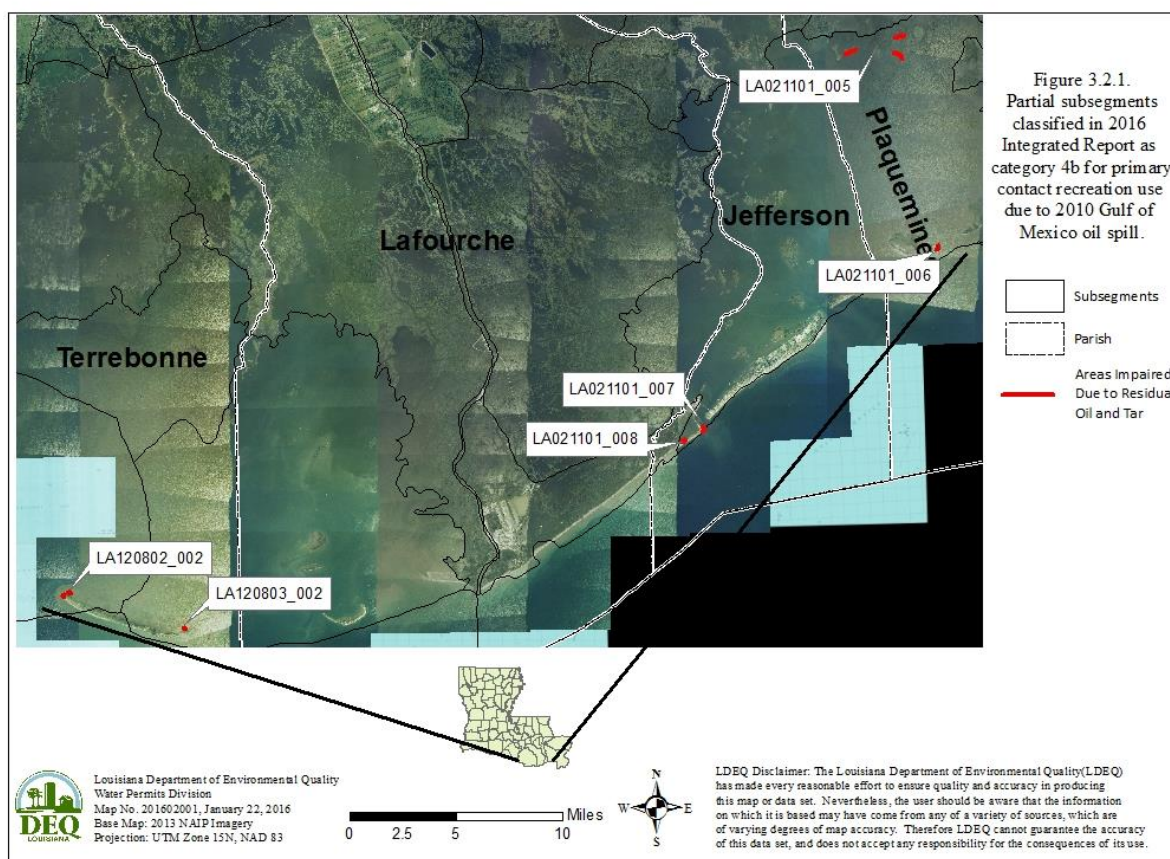 Figure 3.2.1.
Partial subsegments
classified in 2016
Integrated Report as
category 4b for primary
contact recreation use
due to 2010 Gulf of
Mexico oil spill.
Subsegments
Parish
Areas Impaired
Due to Residua
Oil and Tar
LA021101_005
Plaquemine
Jefferson
Lafourche
LA021101_006
Terrebonne
LA021101_007
LA021101_008
LA120802_002
LA120803_002
DEQ
LOUISIANA
Louisiana Department of Environmental Quality
Water Permits Division
Map No. 201602001, January 22, 2016
Base Map: 2013 NAIP Imagery
Projection: UTM Zone 15N, NAD 83
Miles
0 2.5 5 10
N
W E
S
LDEQ Disclaimer: The Louisiana Department of Environmental Quality(LDEQ)
has made every reasonable effort to ensure quality and accuracy in producing
this map or data set. Nevertheless, the user should be aware that the information
on which it is based may have come from any of a variety of sources, which are
of varying degrees of map accuracy. Therefore LDEQ cannot guarantee the accuracy
of this data set, and does not accept any responsibility for the consequences of its use.